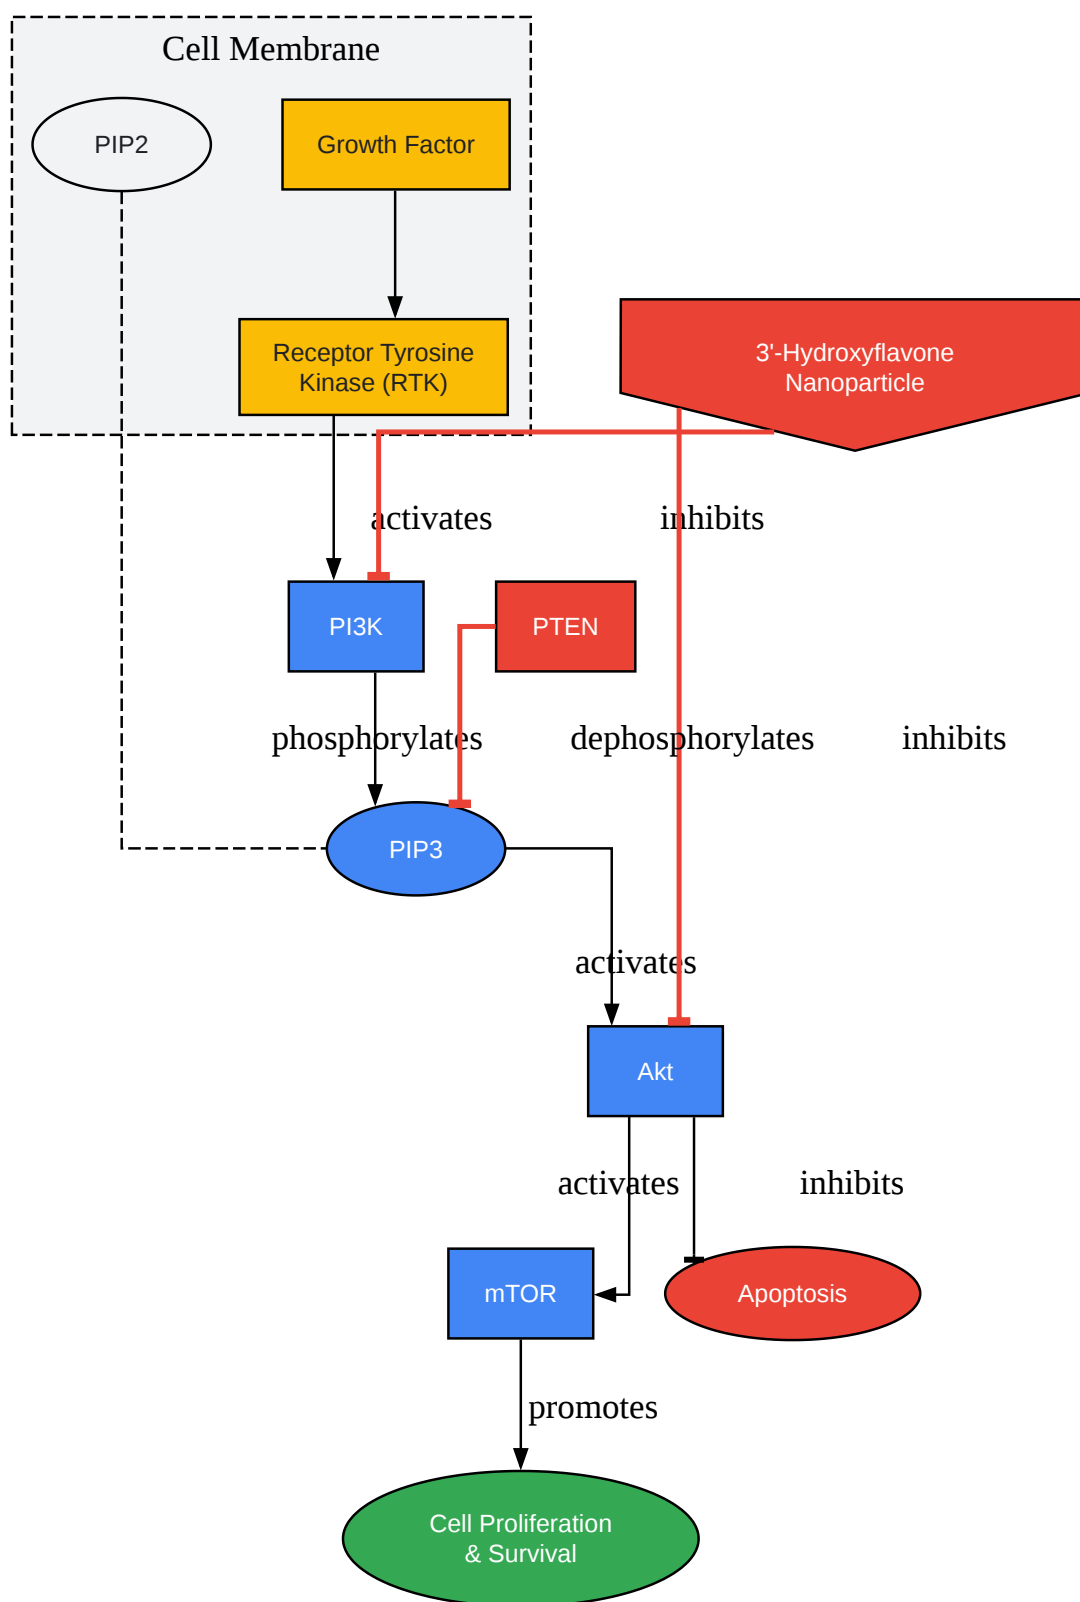 Cell Membrane
PIP2
Growth Factor
Receptor Tyrosine
Kinase (RTK)
3'-Hydroxyflavone
Nanoparticle
activates
inhibits
PI3K
PTEN
phosphorylates
dephosphorylates
inhibits
PIP3
activates
Akt
activates
inhibits
mTOR
Apoptosis
promotes
Cell Proliferation
& Survival